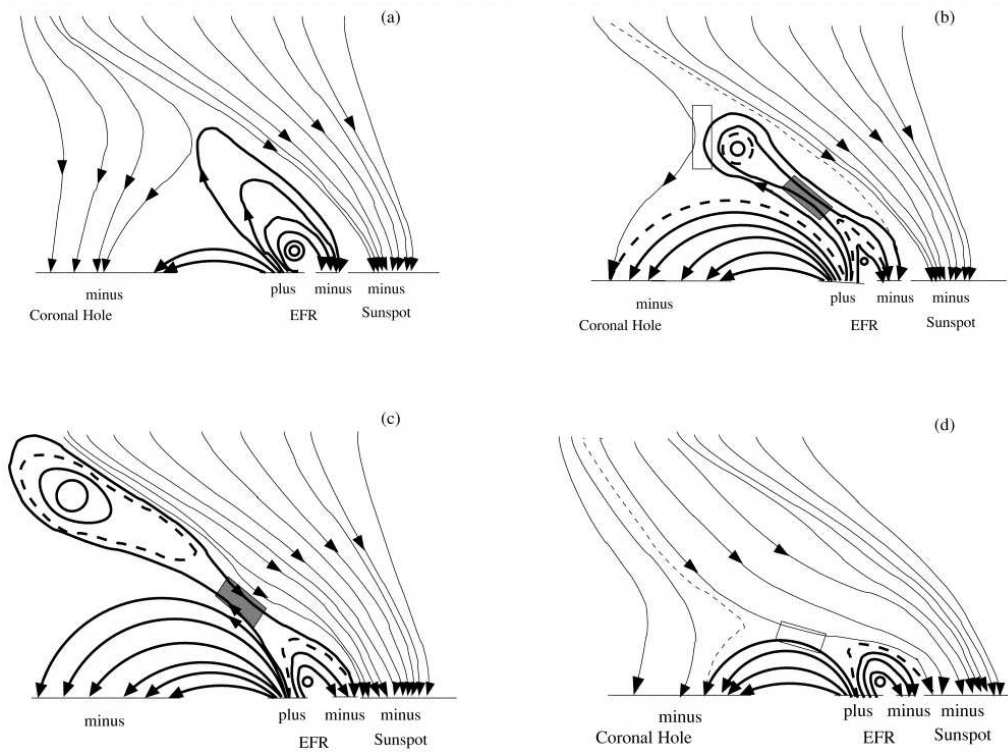 (a)
plus minus minus
minus
Coronal Hole EFR Sunspot
(b)
minus plus minus minus
Coronal Hole EFR Sunspot
(c)
minus plus minus minus
EFR Sunspot
(d)
minus plus minus minus
Coronal Hole EFR Sunspot